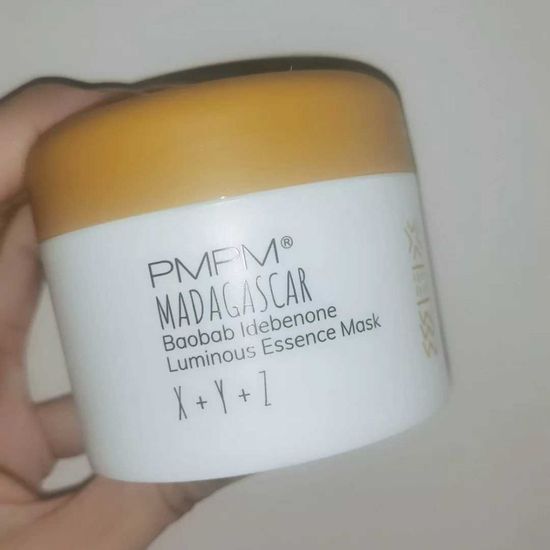 PMPM®
MADAGASCAR
Baobab Idebenone
Luminous Essence Mask
X + Y + Z